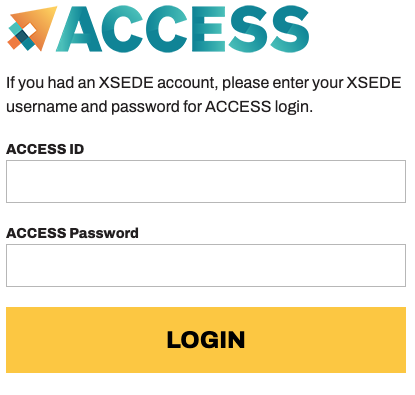 ACCESS
If you had an XSEDE account, please enter your XSEDE
username and password for ACCESS login.
ACCESS ID
ACCESS Password
LOGIN